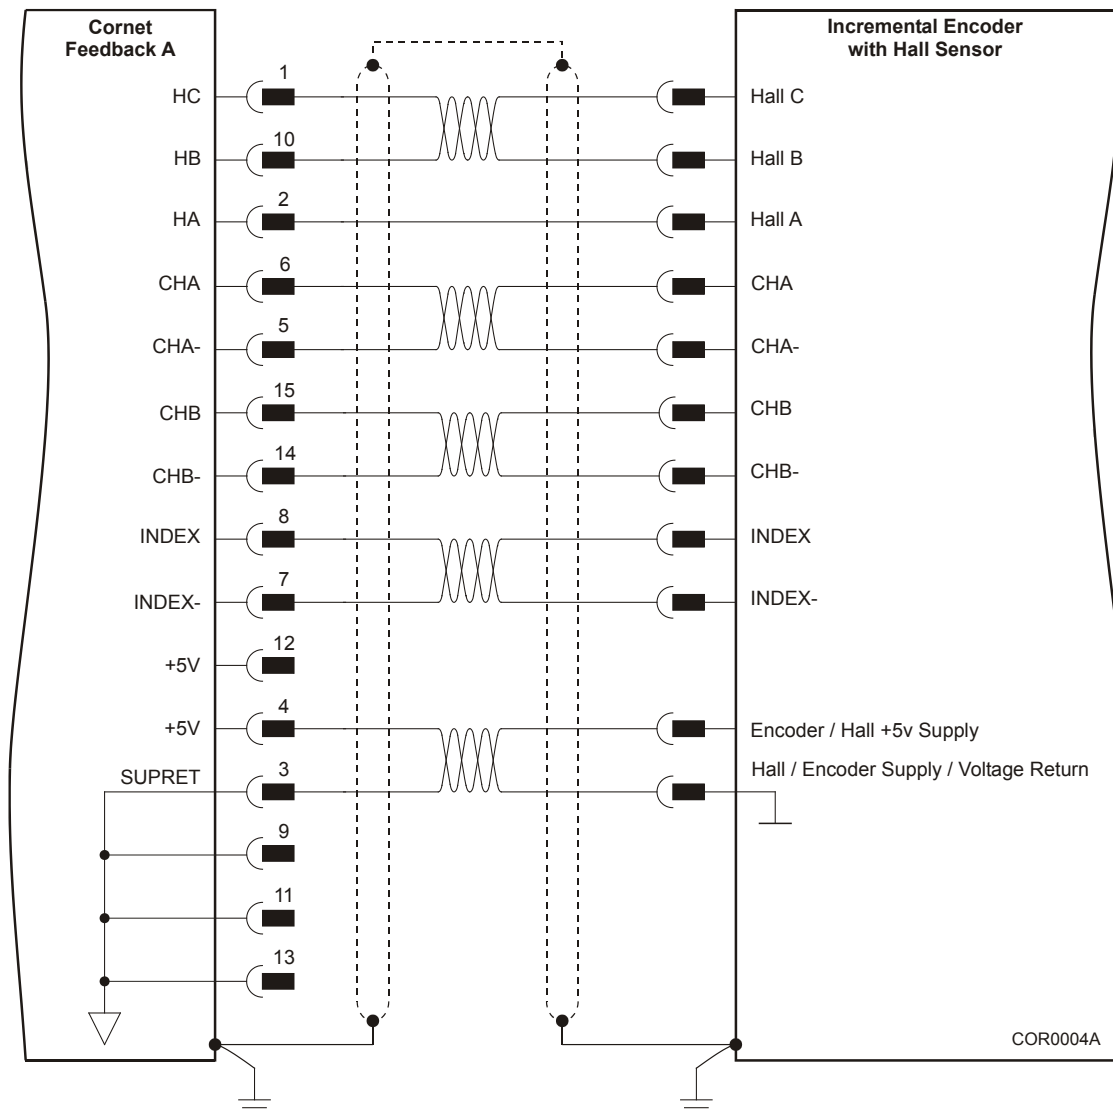 Cornet
Feedback A
Incremental Encoder
with Hall Sensor
HC 1 Hall C
HB 10 Hall B
HA 2 Hall A
CHA 6 CHA
CHA- 5 CHA-
CHB 15 CHB
CHB- 14 CHB-
INDEX 8 INDEX
INDEX- 7 INDEX-
+5V 12
+5V 4 Encoder / Hall +5v Supply
SUPRET 3 Hall / Encoder Supply / Voltage Return
9
11
13
COR0004A